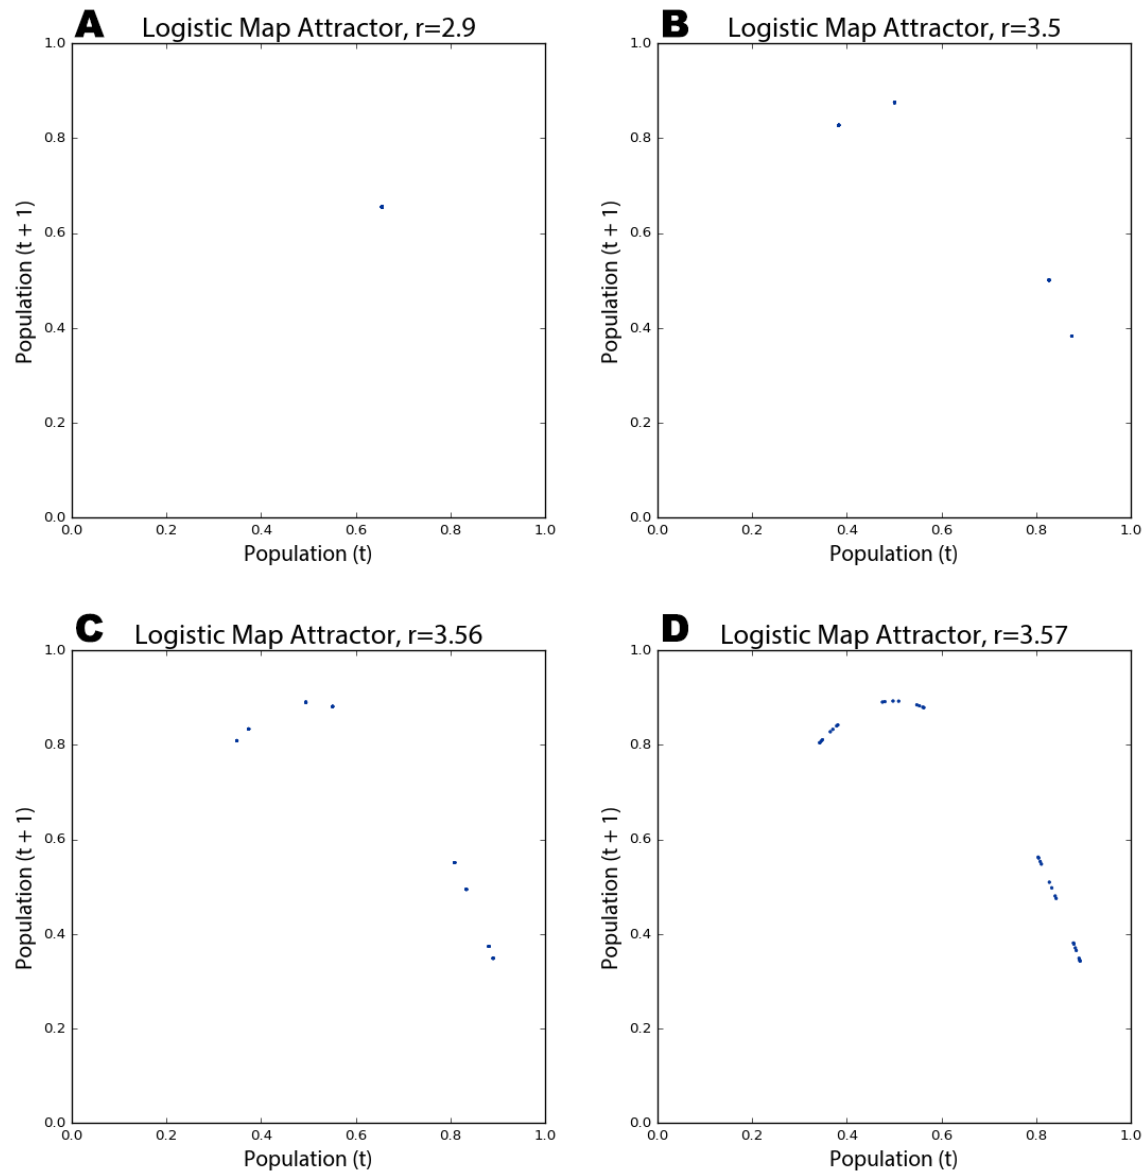 A Logistic Map Attractor, r=2.9
1.0
0.8
0.6
0.4
0.2
0.0
Population (t + 1)
0.0 0.2 0.4 0.6 0.8 1.0
Population (t)
B Logistic Map Attractor, r=3.5
1.0
0.8
0.6
0.4
0.2
0.0
Population (t + 1)
0.0 0.2 0.4 0.6 0.8 1.0
Population (t)
C Logistic Map Attractor, r=3.56
1.0
0.8
0.6
0.4
0.2
0.0
Population (t + 1)
0.0 0.2 0.4 0.6 0.8 1.0
Population (t)
D Logistic Map Attractor, r=3.57
1.0
0.8
0.6
0.4
0.2
0.0
Population (t + 1)
0.0 0.2 0.4 0.6 0.8 1.0
Population (t)